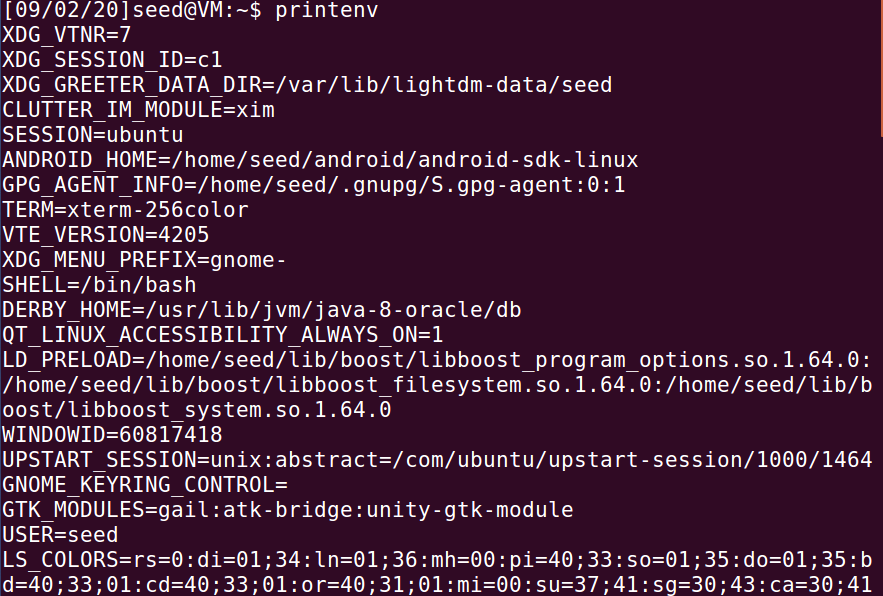 [09/02/20]seed@VM:~$ printenv
XDG_VTNR=7
XDG_SESSION_ID=c1
XDG_GREETER_DATA_DIR=/var/lib/lightdm-data/seed
CLUTTER_IM_MODULE=xim
SESSION=ubuntu
ANDROID_HOME=/home/seed/android/android-sdk-linux
GPG_AGENT_INFO=/home/seed/.gnupg/S.gpg-agent:0:1
TERM=xterm-256color
VTE_VERSION=4205
XDG_MENU_PREFIX=gnome-
SHELL=/bin/bash
DERBY_HOME=/usr/lib/jvm/java-8-oracle/db
QT_LINUX_ACCESSIBILITY_ALWAYS_ON=1
LD_PRELOAD=/home/seed/lib/boost/libboost_program_options.so.1.64.0:
/home/seed/lib/boost/libboost_filesystem.so.1.64.0:/home/seed/lib/b
oost/libboost_system.so.1.64.0
WINDOWID=60817418
UPSTART_SESSION=unix:abstract=/com/ubuntu/upstart-session/1000/1464
GNOME_KEYRING_CONTROL=
GTK_MODULES=gail:atk-bridge:unity-gtk-module
USER=seed
LS_COLORS=rs=0:di=01;34:ln=01;36:mh=00:pi=40;33:so=01;35:do=01;35:b
d=40;33;01:cd=40;33;01:or=40;31;01:mi=00:su=37;41:sg=30;43:ca=30;41